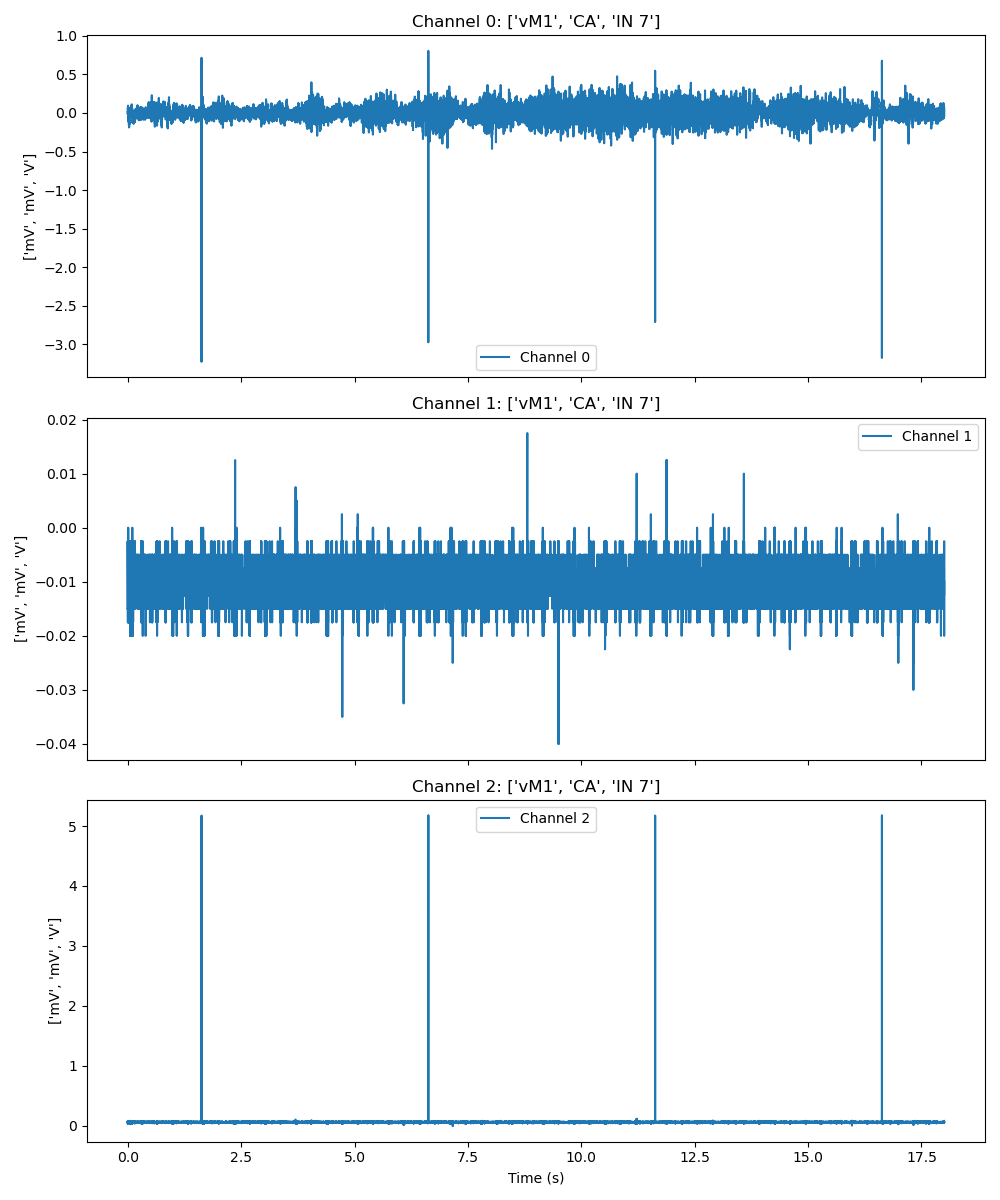 Channel 0: ['vM1', 'CA', 'IN 7']
1.0
0.5
0.0
−0.5
−1.0
−1.5
−2.0
−2.5
−3.0
['mV', 'mV', 'V']
Channel 0
Channel 1: ['vM1', 'CA', 'IN 7']
0.02
0.01
0.00
−0.01
−0.02
−0.03
−0.04
['mV', 'mV', 'V']
Channel 1
Channel 2: ['vM1', 'CA', 'IN 7']
5
4
3
2
1
0
['mV', 'mV', 'V']
Channel 2
0.0 2.5 5.0 7.5 10.0 12.5 15.0 17.5
Time (s)